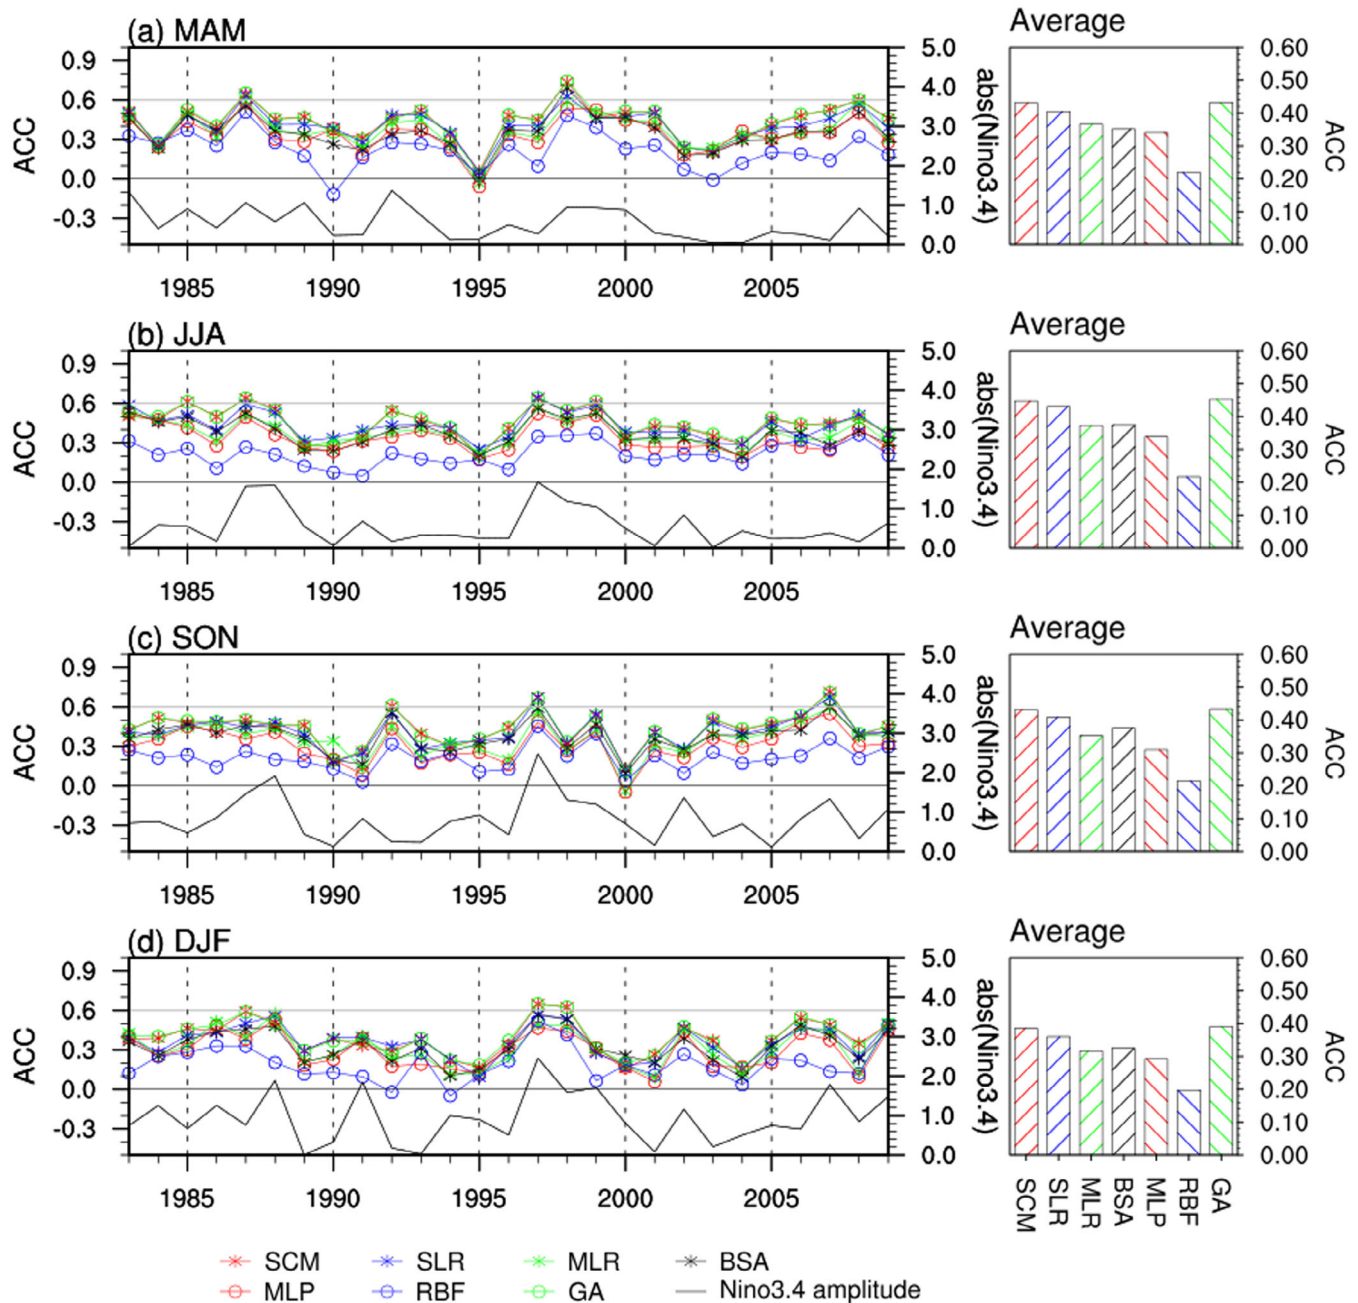 (a) MAM
Average
0.9
0.6
0.3
0.0
-0.3
ACC
5.0
4.0
3.0
2.0
1.0
0.0
abs(Nino3.4)
0.60
0.50
0.40
0.30
0.20
0.10
0.00
ACC
1985 1990 1995 2000 2005
(b) JJA
Average
0.9
0.6
0.3
0.0
-0.3
ACC
5.0
4.0
3.0
2.0
1.0
0.0
abs(Nino3.4)
0.60
0.50
0.40
0.30
0.20
0.10
0.00
ACC
1985 1990 1995 2000 2005
(c) SON
Average
0.9
0.6
0.3
0.0
-0.3
ACC
5.0
4.0
3.0
2.0
1.0
0.0
abs(Nino3.4)
0.60
0.50
0.40
0.30
0.20
0.10
0.00
ACC
1985 1990 1995 2000 2005
(d) DJF
Average
0.9
0.6
0.3
0.0
-0.3
ACC
5.0
4.0
3.0
2.0
1.0
0.0
abs(Nino3.4)
0.60
0.50
0.40
0.30
0.20
0.10
0.00
ACC
1985 1990 1995 2000 2005
SCM SLR MLR BSA MLP RBF GA
SCM SLR MLR BSA
MLP RBF GA Nino3.4 amplitude